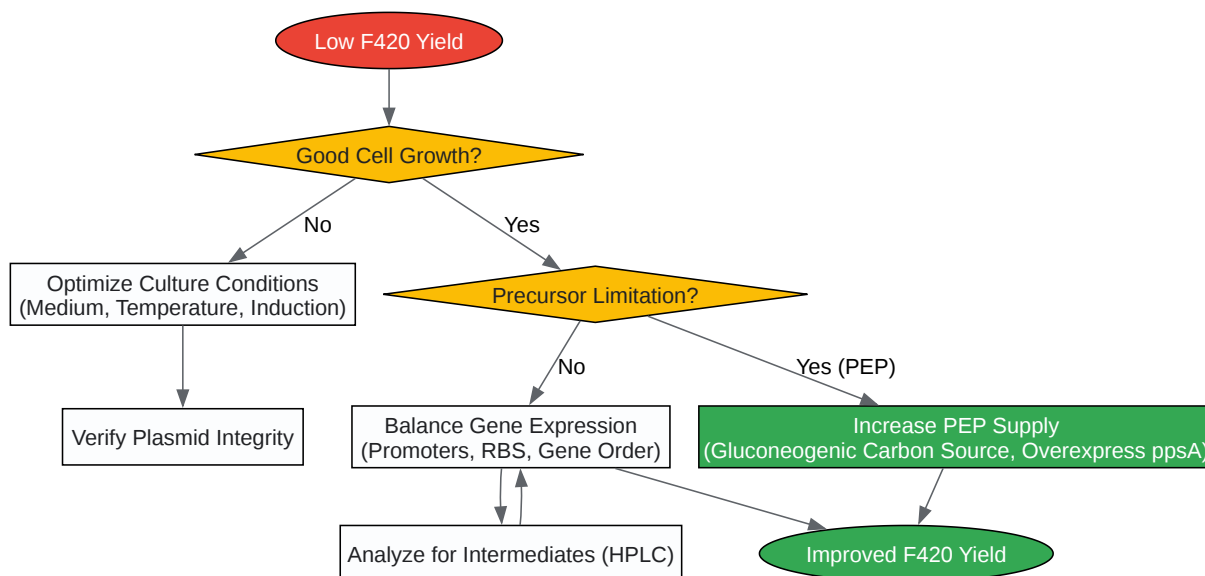 Low F420 Yield
Good Cell Growth?
No
Yes
Optimize Culture Conditions
(Medium, Temperature, Induction)
Precursor Limitation?
No
Yes (PEP)
Verify Plasmid Integrity
Balance Gene Expression
(Promoters, RBS, Gene Order)
Increase PEP Supply
(Gluconeogenic Carbon Source, Overexpress ppsA)
Analyze for Intermediates (HPLC)
Improved F420 Yield